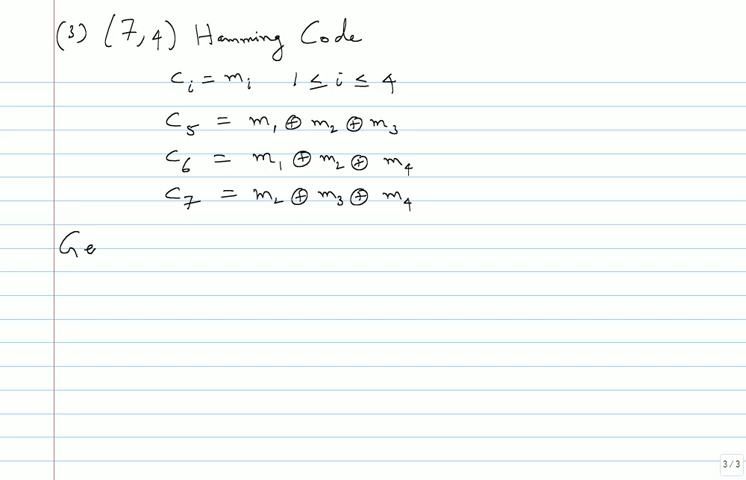 (3) (7,4) Hamming Code
c₁ = mᵢ 1 ≤ i ≤ 4
c₅ = m₁ ⊕ m₂ ⊕ m₃
c₆ = m₁ ⊕ m₂ ⊕ m₄
c₇ = m₂ ⊕ m₃ ⊕ m₄
Ge
3 / 3